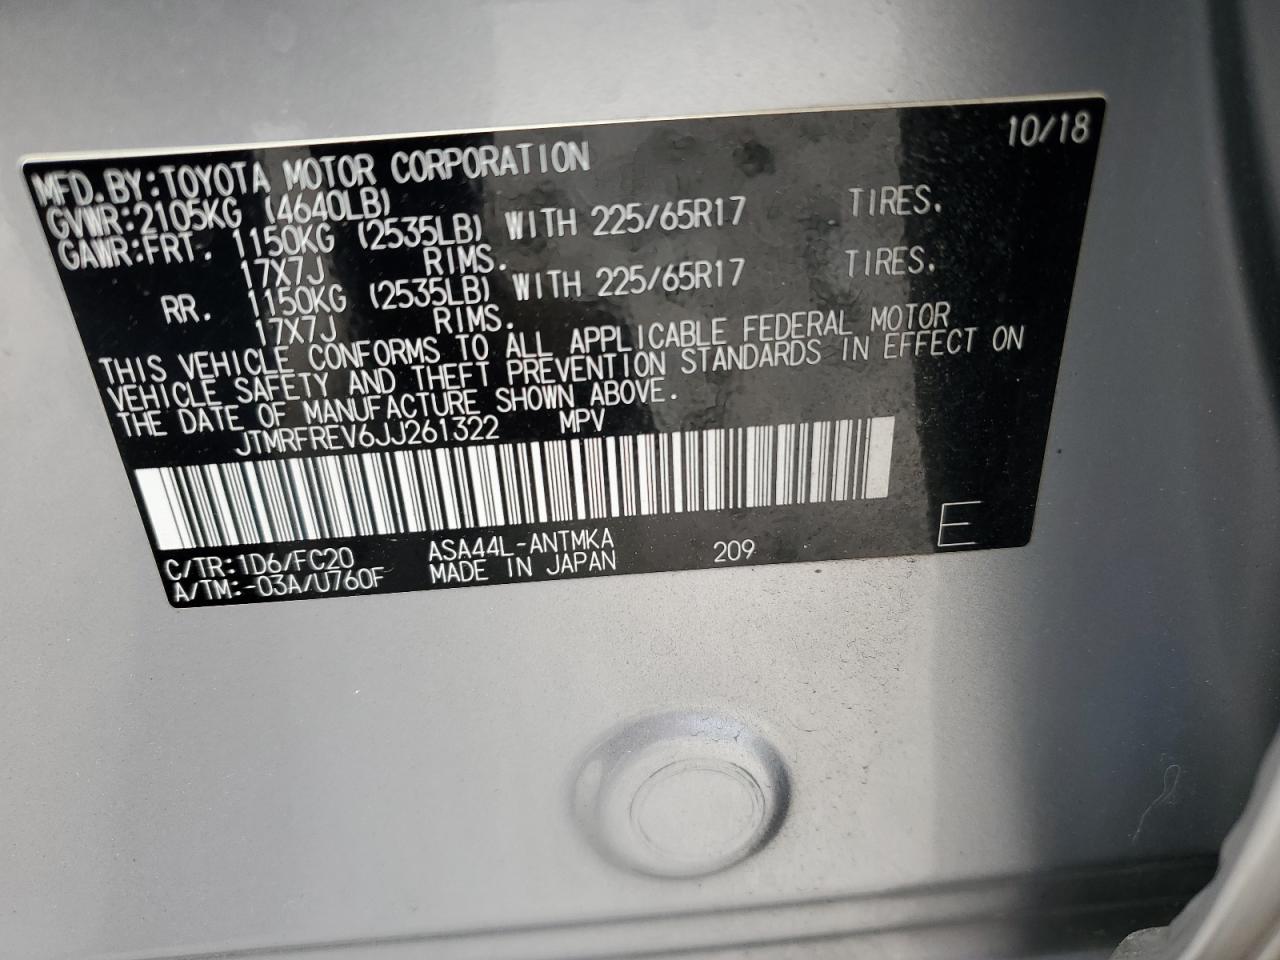 10/18
MFD.BY:TOYOTA MOTOR CORPORATION
GVWR:2105KG (4640LB)
GAWR:FRT. 1150KG (2535LB) WITH 225/65R17 TIRES.
17X7J RIMS.
RR. 1150KG (2535LB) WITH 225/65R17 TIRES.
17X7J RIMS.
THIS VEHICLE CONFORMS TO ALL APPLICABLE FEDERAL MOTOR
VEHICLE SAFETY AND THEFT PREVENTION STANDARDS IN EFFECT ON
THE DATE OF MANUFACTURE SHOWN ABOVE.
JTMRFREV6JJ261322 MPV
C/TR:1D6/FC20 ASA44L-ANTMKA 209 E
A/TM:-03A/U760F MADE IN JAPAN